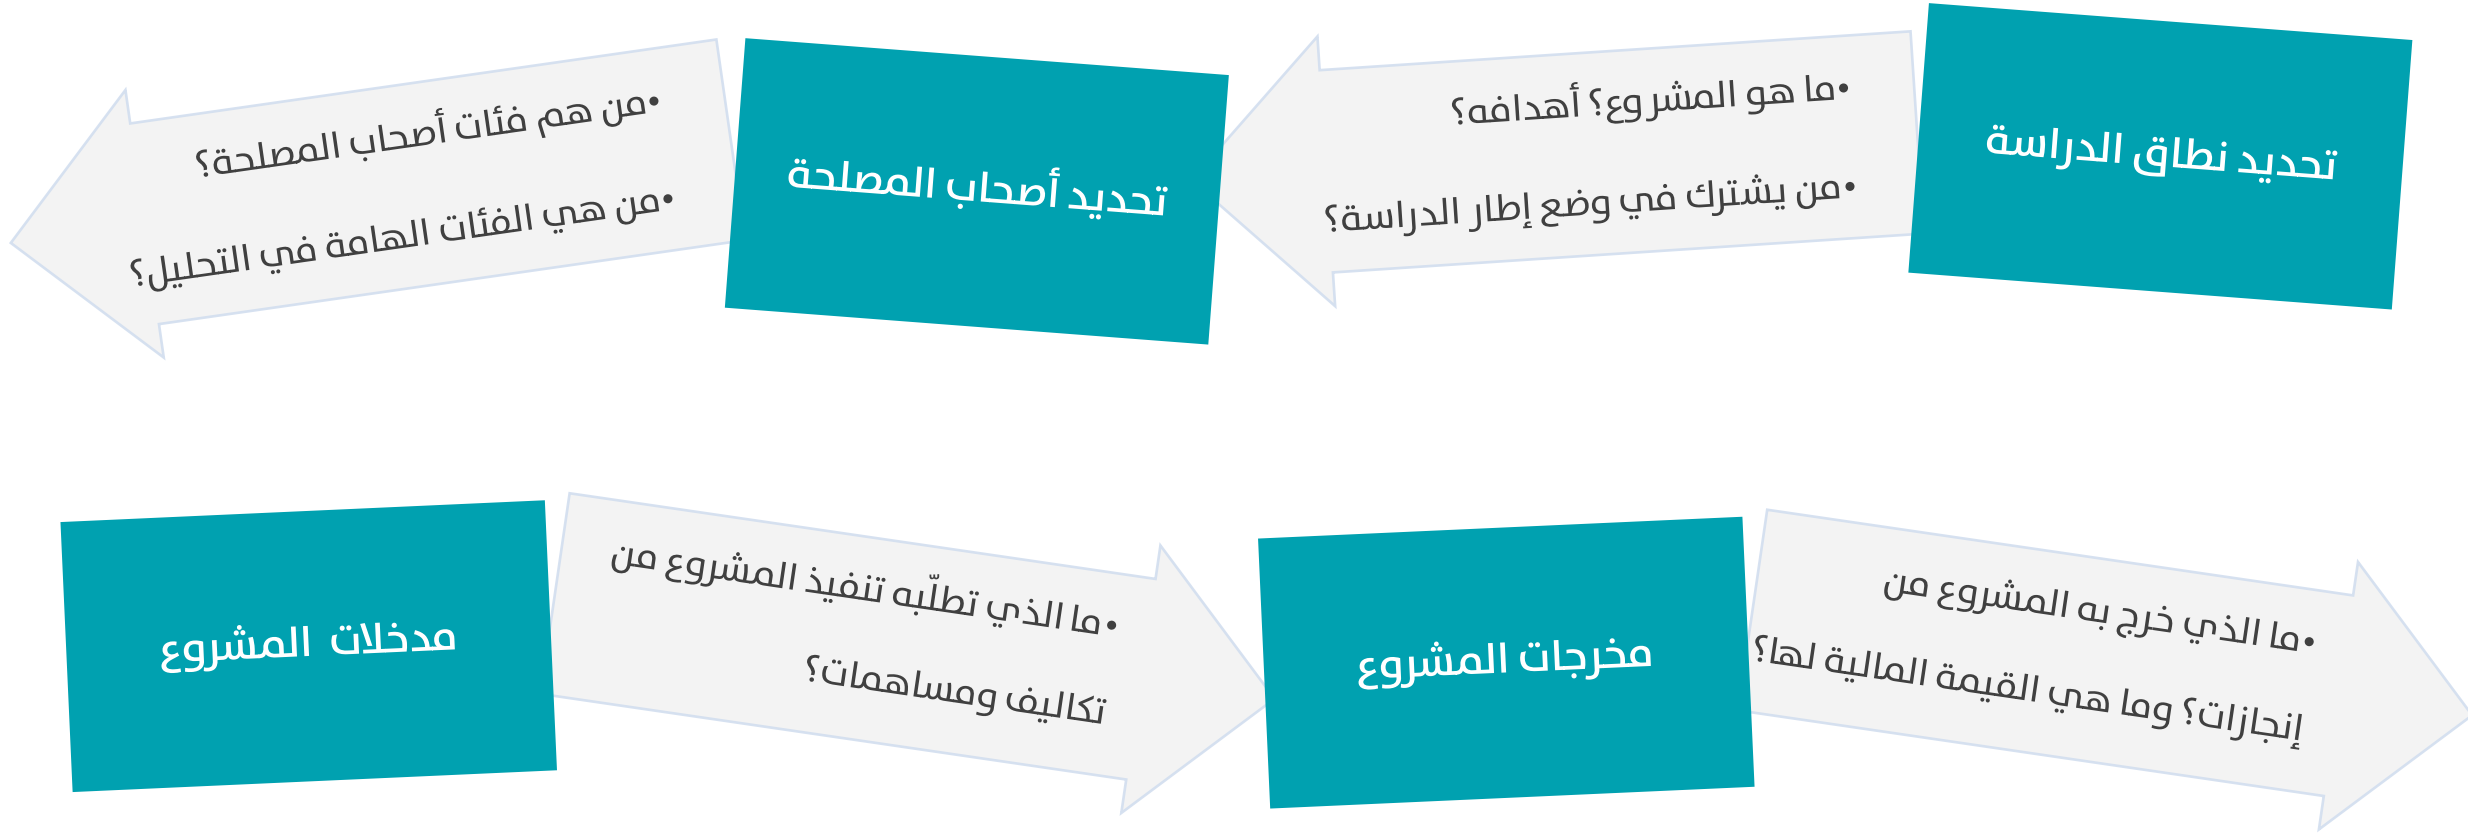 تحديد نطاق الدراسة
•ما هو المشروع؟ أهدافه؟
•من يشترك في وضع إطار الدراسة؟
تحديد أصحاب المصلحة
•من هم فئات أصحاب المصلحة؟
•من هي الفئات الهامة في التحليل؟
مدخلات المشروع
•ما الذي تطلّبه تنفيذ المشروع من
تكاليف ومساهمات؟
مخرجات المشروع
•ما الذي خرج به المشروع من
إنجازات؟ وما هي القيمة المالية لها؟